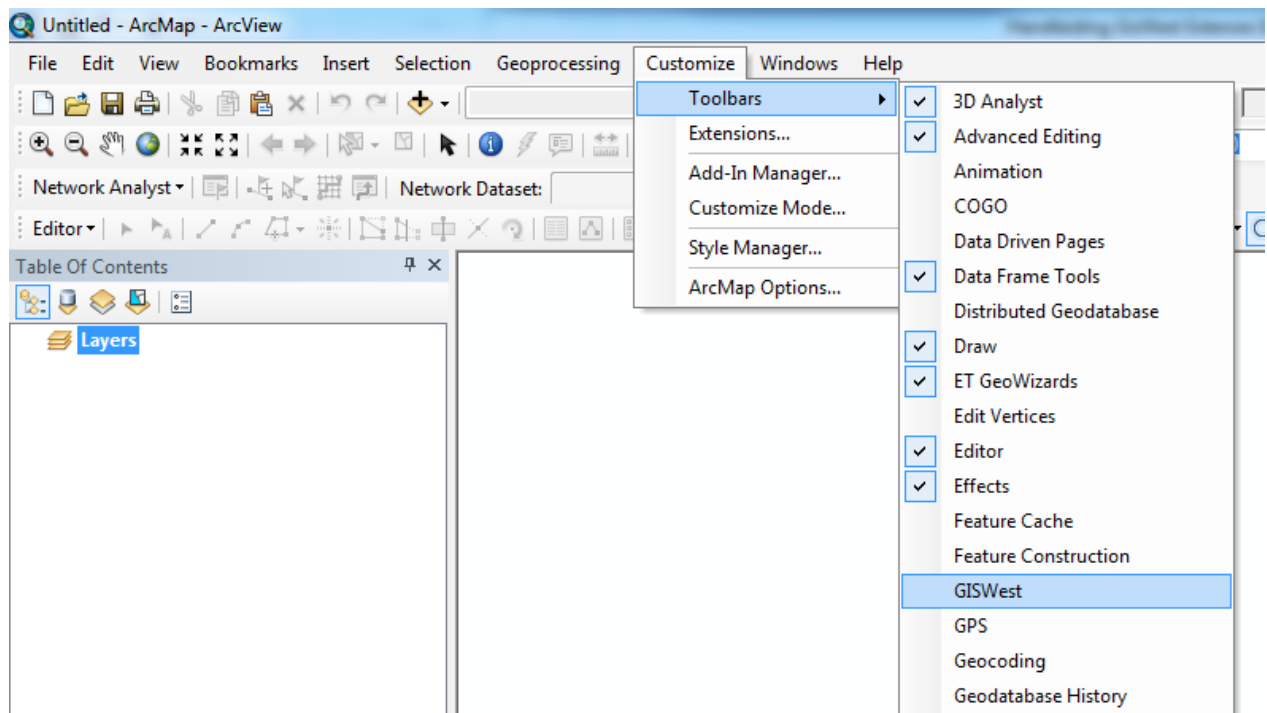 Untitled - ArcMap - ArcView
File Edit View Bookmarks Insert Selection Geoprocessing Customize Windows Help
Network Analyst Network Dataset:
Editor
Table Of Contents
Layers
Toolbars
Extensions...
Add-In Manager...
Customize Mode...
Style Manager...
ArcMap Options...
3D Analyst
Advanced Editing
Animation
COGO
Data Driven Pages
Data Frame Tools
Distributed Geodatabase
Draw
ET GeoWizards
Edit Vertices
Editor
Effects
Feature Cache
Feature Construction
GISWest
GPS
Geocoding
Geodatabase History